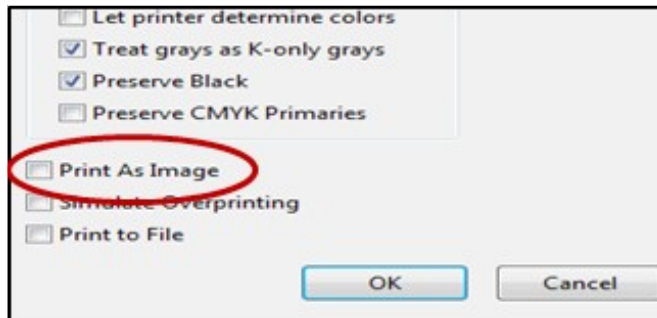 Let printer determine colors
Treat grays as K-only grays
Preserve Black
Preserve CMYK Primaries
Print As Image
Simulate Overprinting
Print to File
OK Cancel